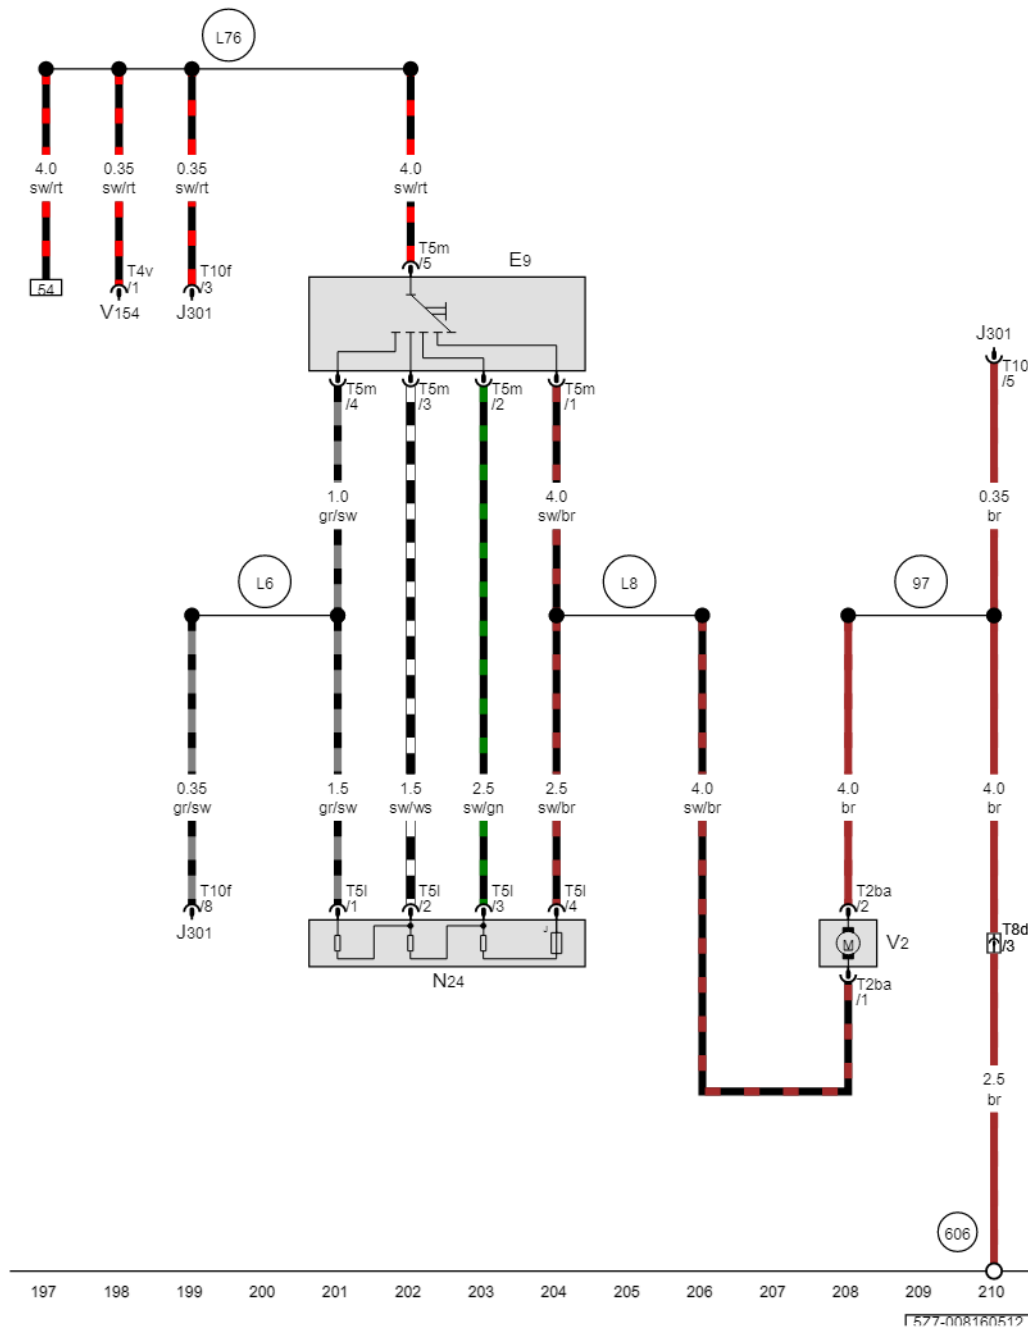 L76
4.0
sw/rt
0.35
sw/rt
0.35
sw/rt
4.0
sw/rt
T5m
/5
E9
54
T4v
/1
V154
T10f
/3
J301
J301
T10
/5
T5m
/4
T5m
/3
T5m
/2
T5m
/1
1.0
gr/sw
4.0
sw/br
0.35
br
L6
L8
97
0.35
gr/sw
1.5
gr/sw
1.5
sw/ws
2.5
sw/gn
2.5
sw/br
4.0
sw/br
4.0
br
4.0
br
T10f
/8
J301
T5l
/1
T5l
/2
T5l
/3
T5l
/4
T2ba
/2
M
V2
T8d
/3
N24
T2ba
/1
2.5
br
606
197 198 199 200 201 202 203 204 205 206 207 208 209 210
577-008160512